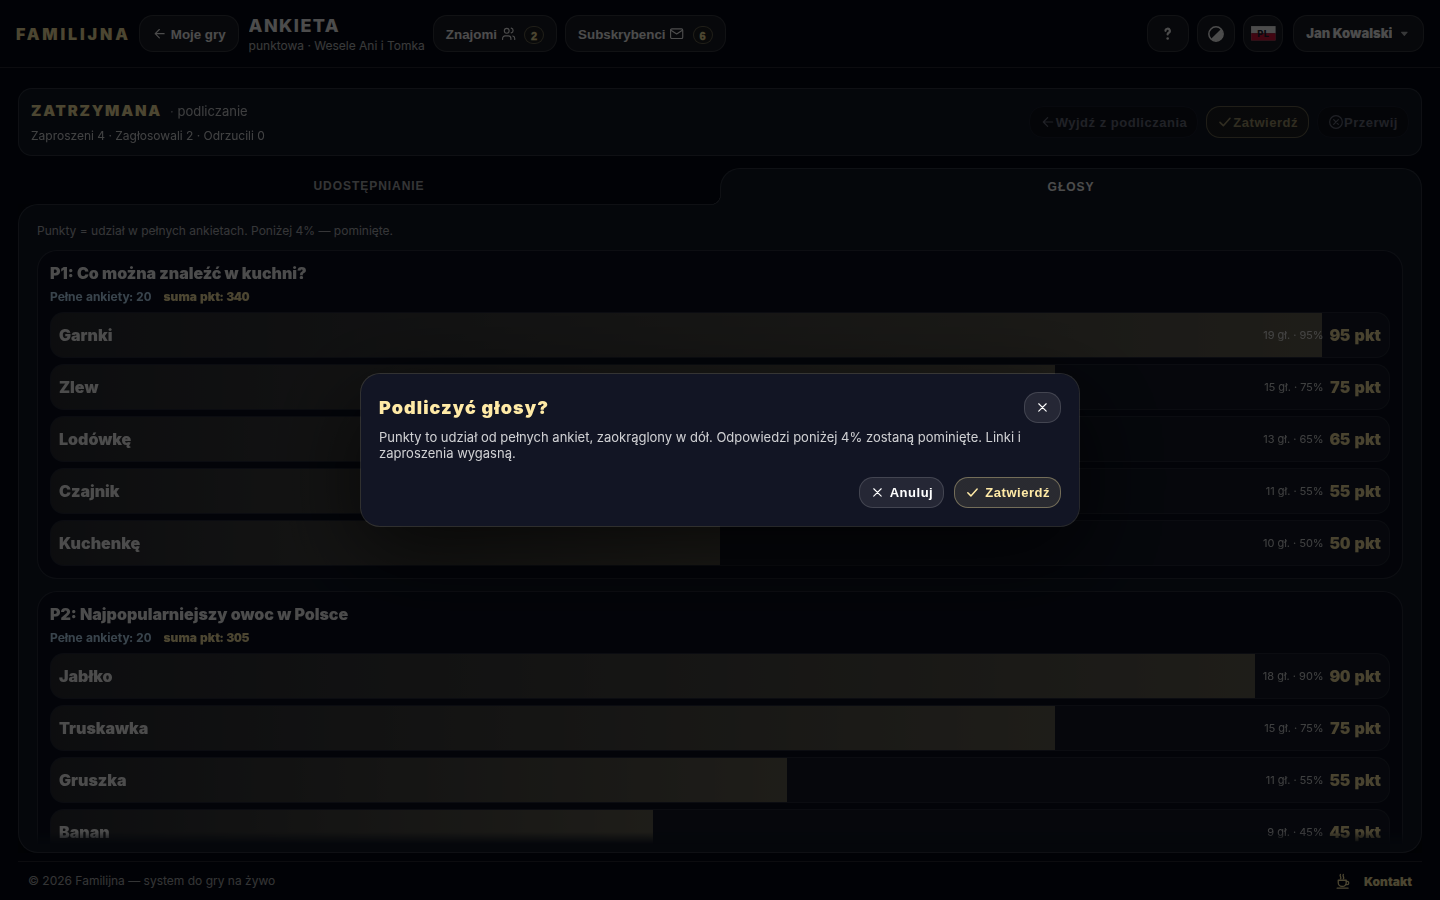 FAMILIJNA
Moje gry
ANKIETA
punktowa · Wesele Ani i Tomka
Znajomi 2
Subskrybenci 6
?
PL
Jan Kowalski
ZATRZYMANA · podliczanie
Zaproszeni 4 · Zagłosowali 2 · Odrzucili 0
Wyjdź z podliczania
Zatwierdź
Przerwij
UDOSTĘPNIANIE
GŁOSY
Punkty = udział w pełnych ankietach. Poniżej 4% — pominięte.
P1: Co można znaleźć w kuchni?
Pełne ankiety: 20 suma pkt: 340
Garnki 19 gł. · 95% 95 pkt
Zlew 15 gł. · 75% 75 pkt
Lodówkę 13 gł. · 65% 65 pkt
Czajnik 11 gł. · 55% 55 pkt
Kuchenkę 10 gł. · 50% 50 pkt
Podliczyć głosy?
Punkty to udział od pełnych ankiet, zaokrąglony w dół. Odpowiedzi poniżej 4% zostaną pominięte. Linki i
zaproszenia wygasną.
Anuluj
Zatwierdź
P2: Najpopularniejszy owoc w Polsce
Pełne ankiety: 20 suma pkt: 305
Jabłko 18 gł. · 90% 90 pkt
Truskawka 15 gł. · 75% 75 pkt
Gruszka 11 gł. · 55% 55 pkt
Banan 9 gł. · 45% 45 pkt
© 2026 Familijna — system do gry na żywo
Kontakt